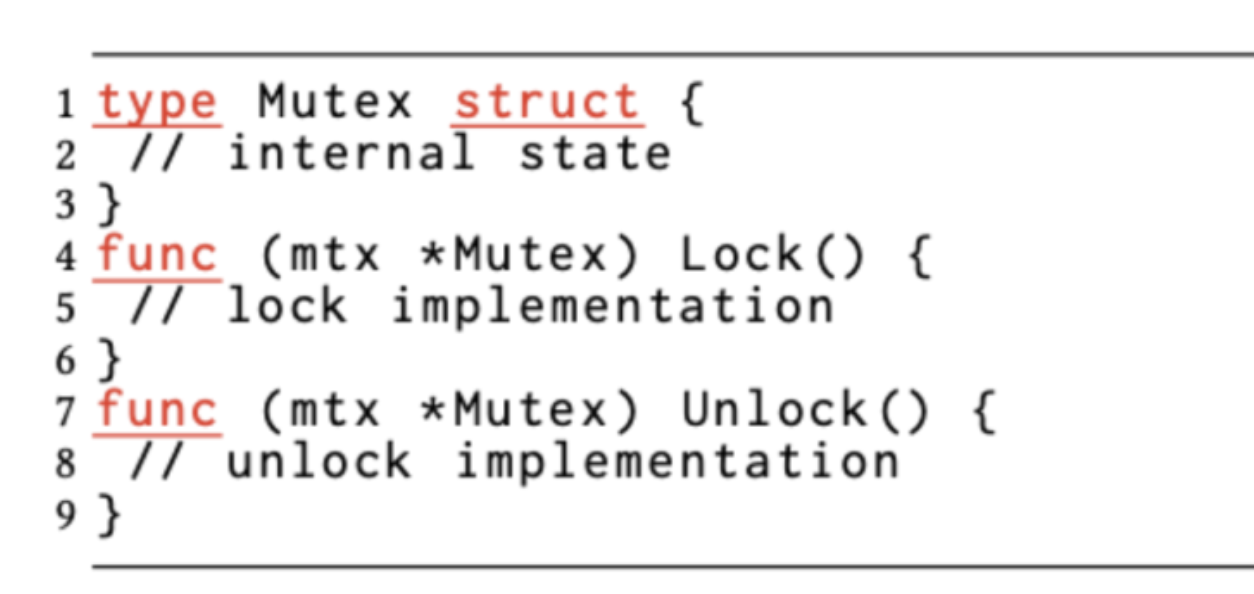 1 type Mutex struct {
2 // internal state
3 }
4 func (mtx *Mutex) Lock() {
5 // lock implementation
6 }
7 func (mtx *Mutex) Unlock() {
8 // unlock implementation
9 }